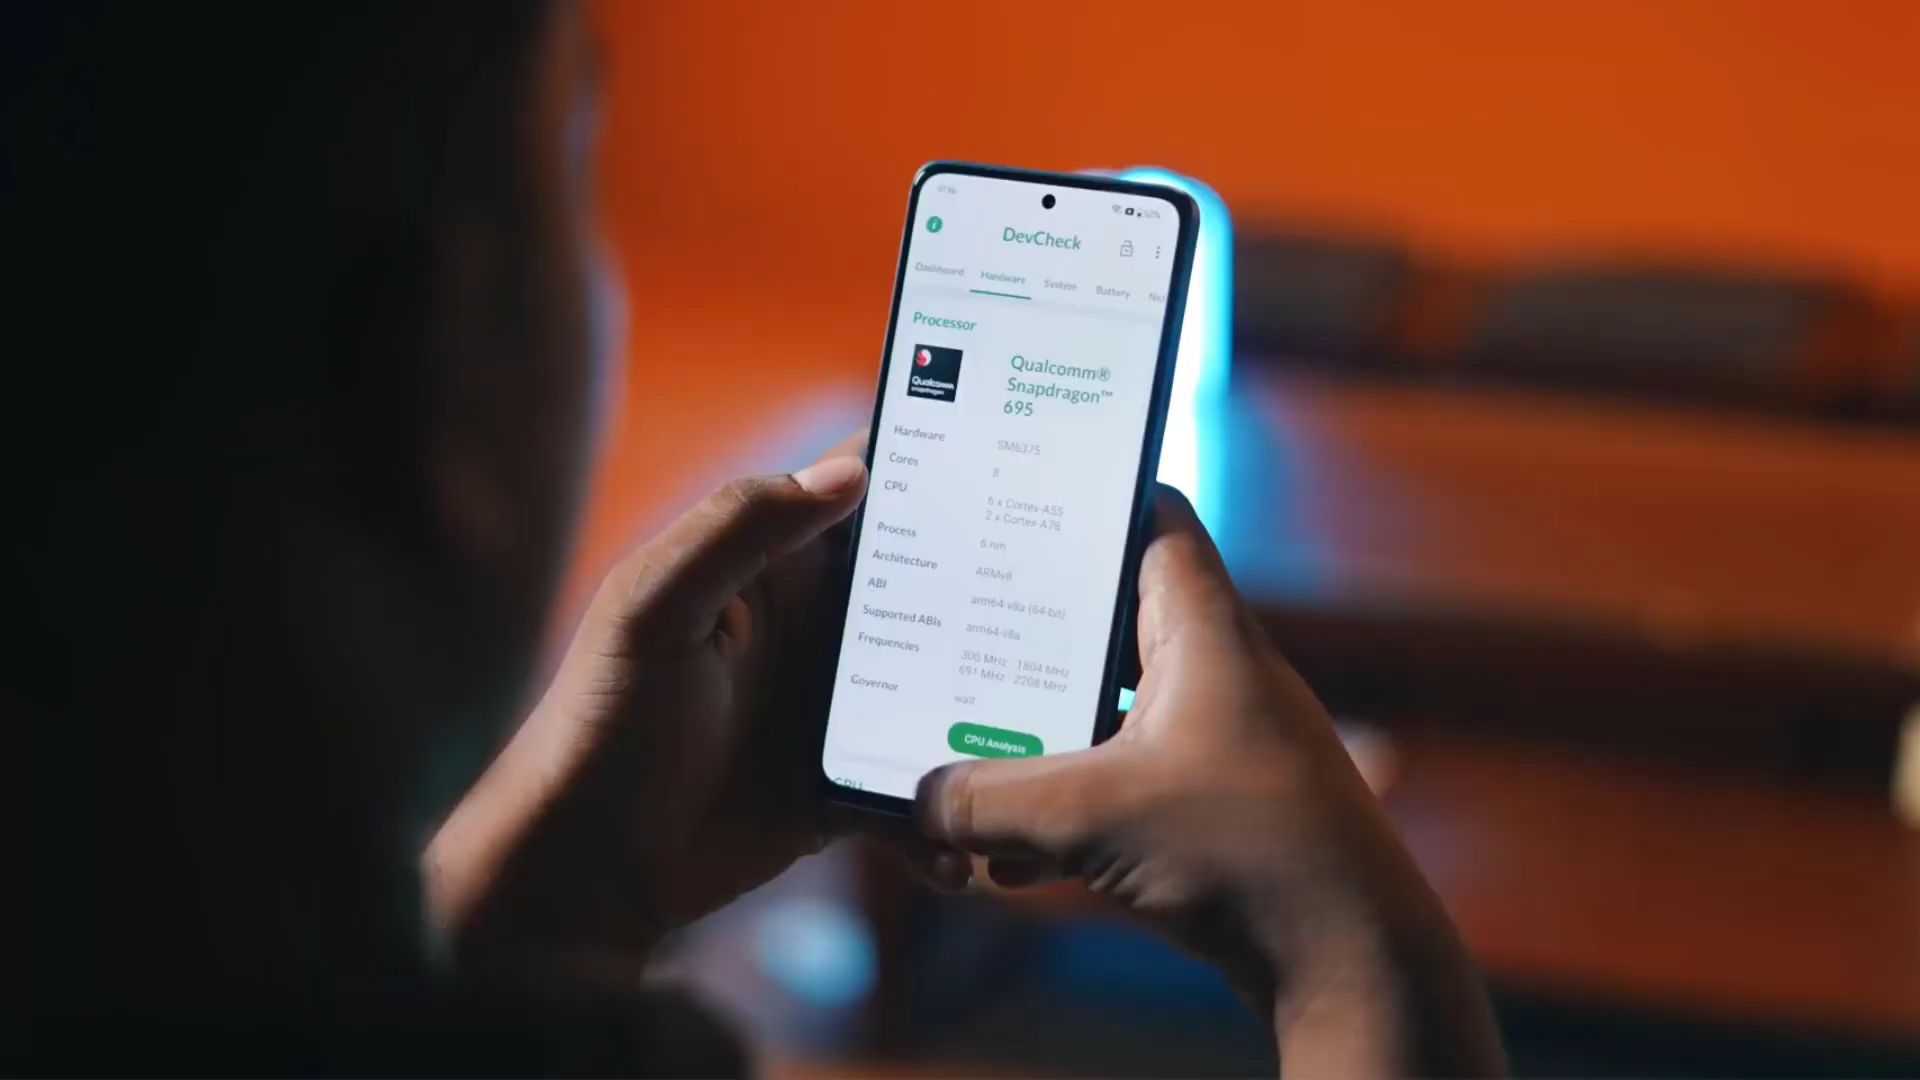 DevCheck
Dashboard Hardware System Battery
Processor
Qualcomm
snapdragon
Qualcomm®
Snapdragon™
695
Hardware SM6375
Cores 8
CPU 6 x Cortex-A55
2 x Cortex-A78
Process 6 nm
Architecture ARMv8
ABI arm64-v8a (64-bit)
Supported ABIs arm64-v8a
Frequencies 300 MHz - 1804 MHz
691 MHz - 2208 MHz
Governor walt
CPU Analysis